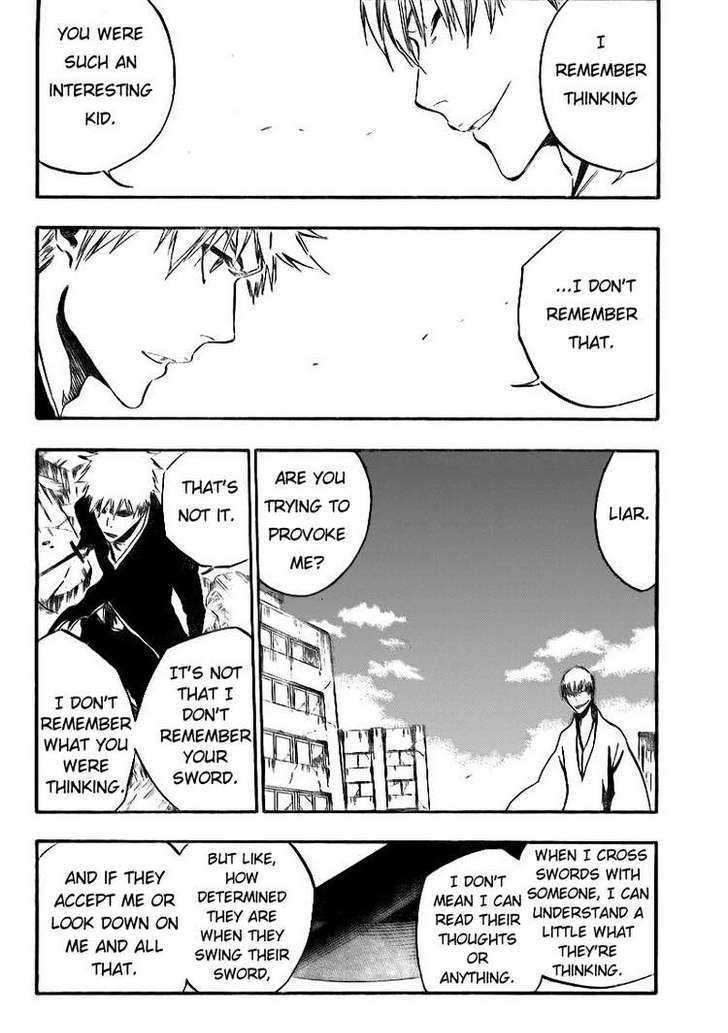 I
REMEMBER
THINKING
YOU WERE
SUCH AN
INTERESTING
KID.
...I DON'T
REMEMBER
THAT.
LIAR.
ARE YOU
TRYING TO
PROVOKE
ME?
THAT'S
NOT IT.
IT'S NOT
THAT I
DON'T
REMEMBER
YOUR
SWORD.
I DON'T
REMEMBER
WHAT YOU
WERE
THINKING.
WHEN I CROSS
SWORDS WITH
SOMEONE, I CAN
UNDERSTAND A
LITTLE WHAT
THEY'RE
THINKING.
I DON'T
MEAN I CAN
READ THEIR
THOUGHTS
OR
ANYTHING.
BUT LIKE,
HOW
DETERMINED
THEY ARE
WHEN THEY
SWING THEIR
SWORD,
AND IF THEY
ACCEPT ME OR
LOOK DOWN ON
ME AND ALL
THAT.